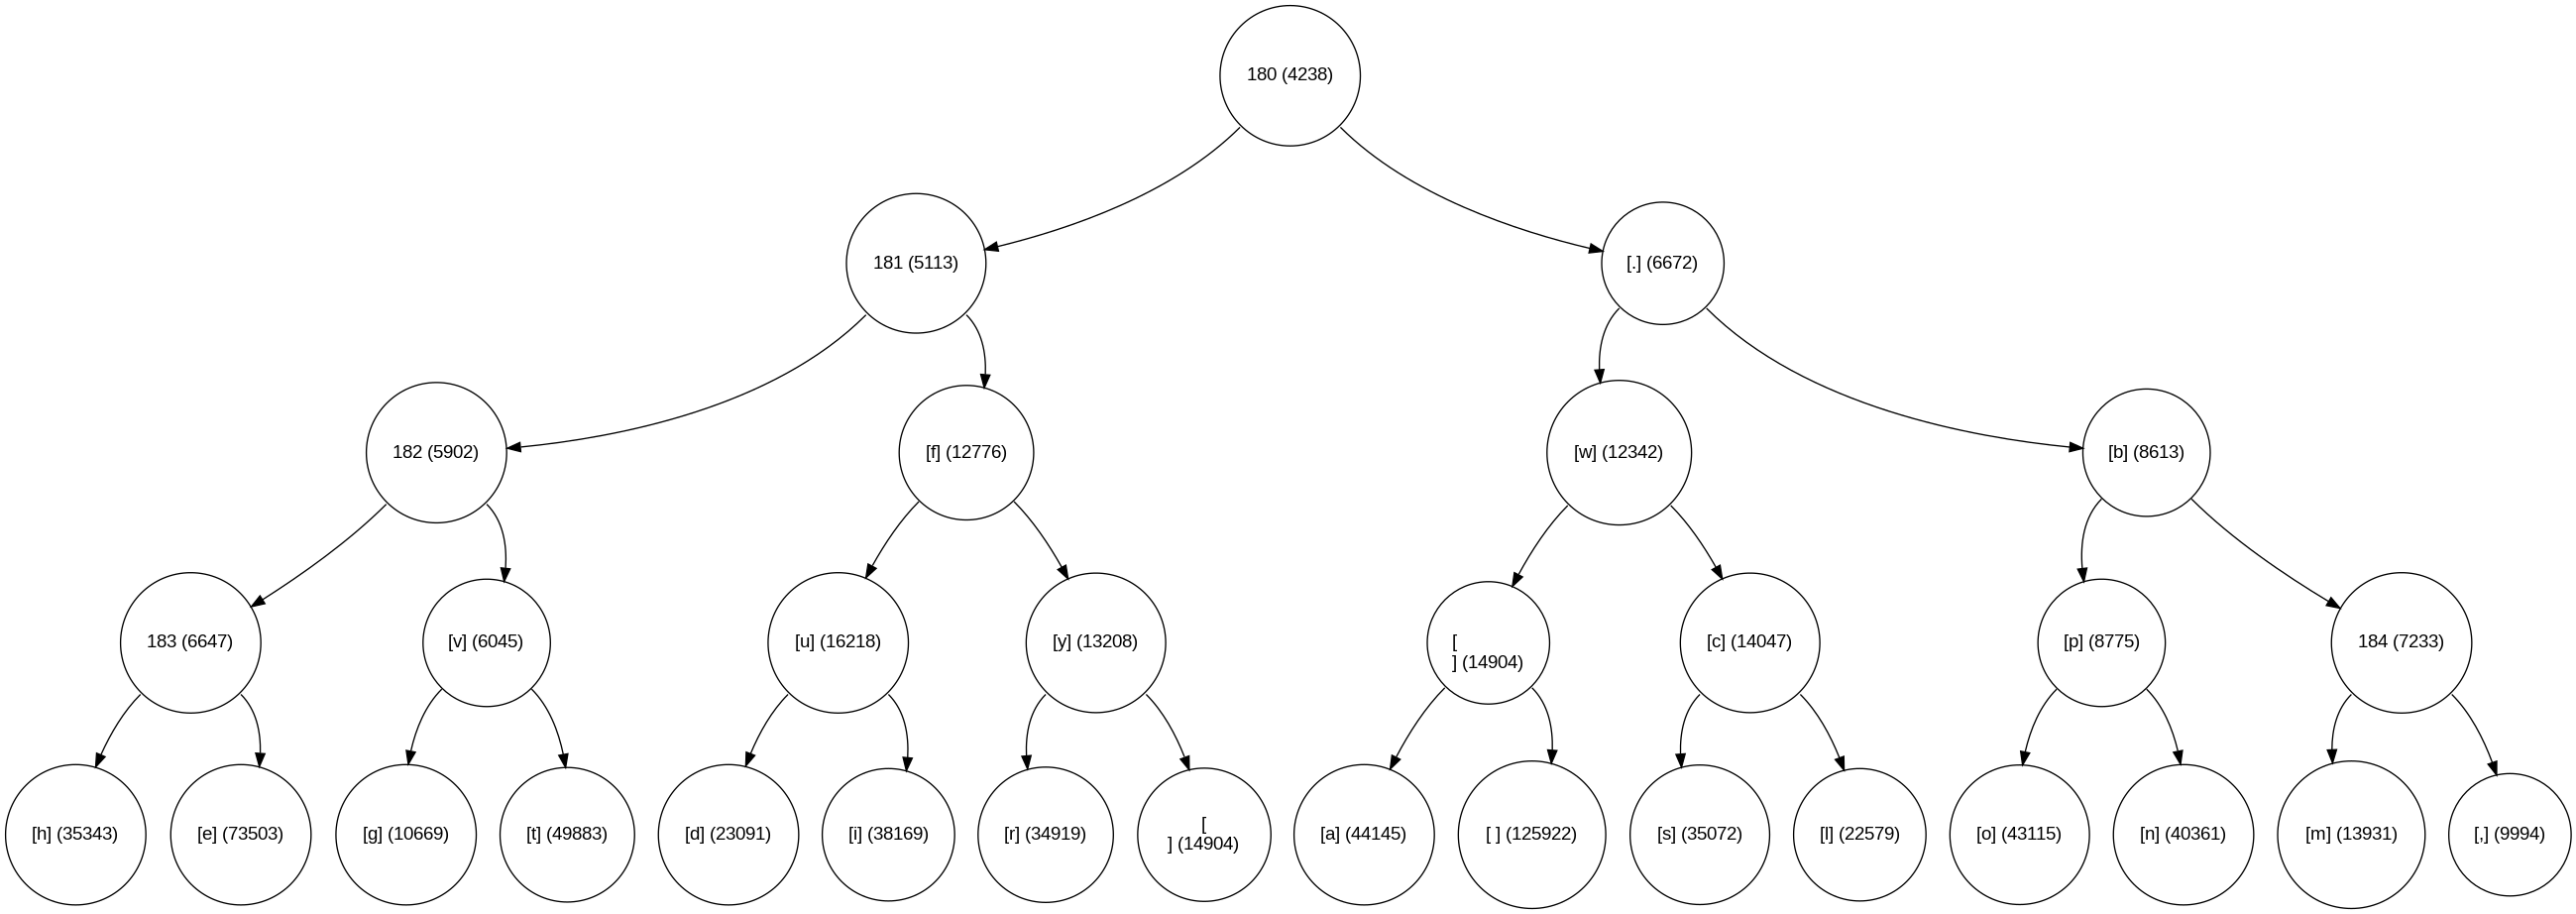 180 (4238)
181 (5113)
[.] (6672)
182 (5902)
[f] (12776)
[w] (12342)
[b] (8613)
183 (6647)
[v] (6045)
[u] (16218)
[y] (13208)
[
] (14904)
[c] (14047)
[p] (8775)
184 (7233)
[h] (35343)
[e] (73503)
[g] (10669)
[t] (49883)
[d] (23091)
[i] (38169)
[r] (34919)
[
] (14904)
[a] (44145)
[ ] (125922)
[s] (35072)
[l] (22579)
[o] (43115)
[n] (40361)
[m] (13931)
[,] (9994)